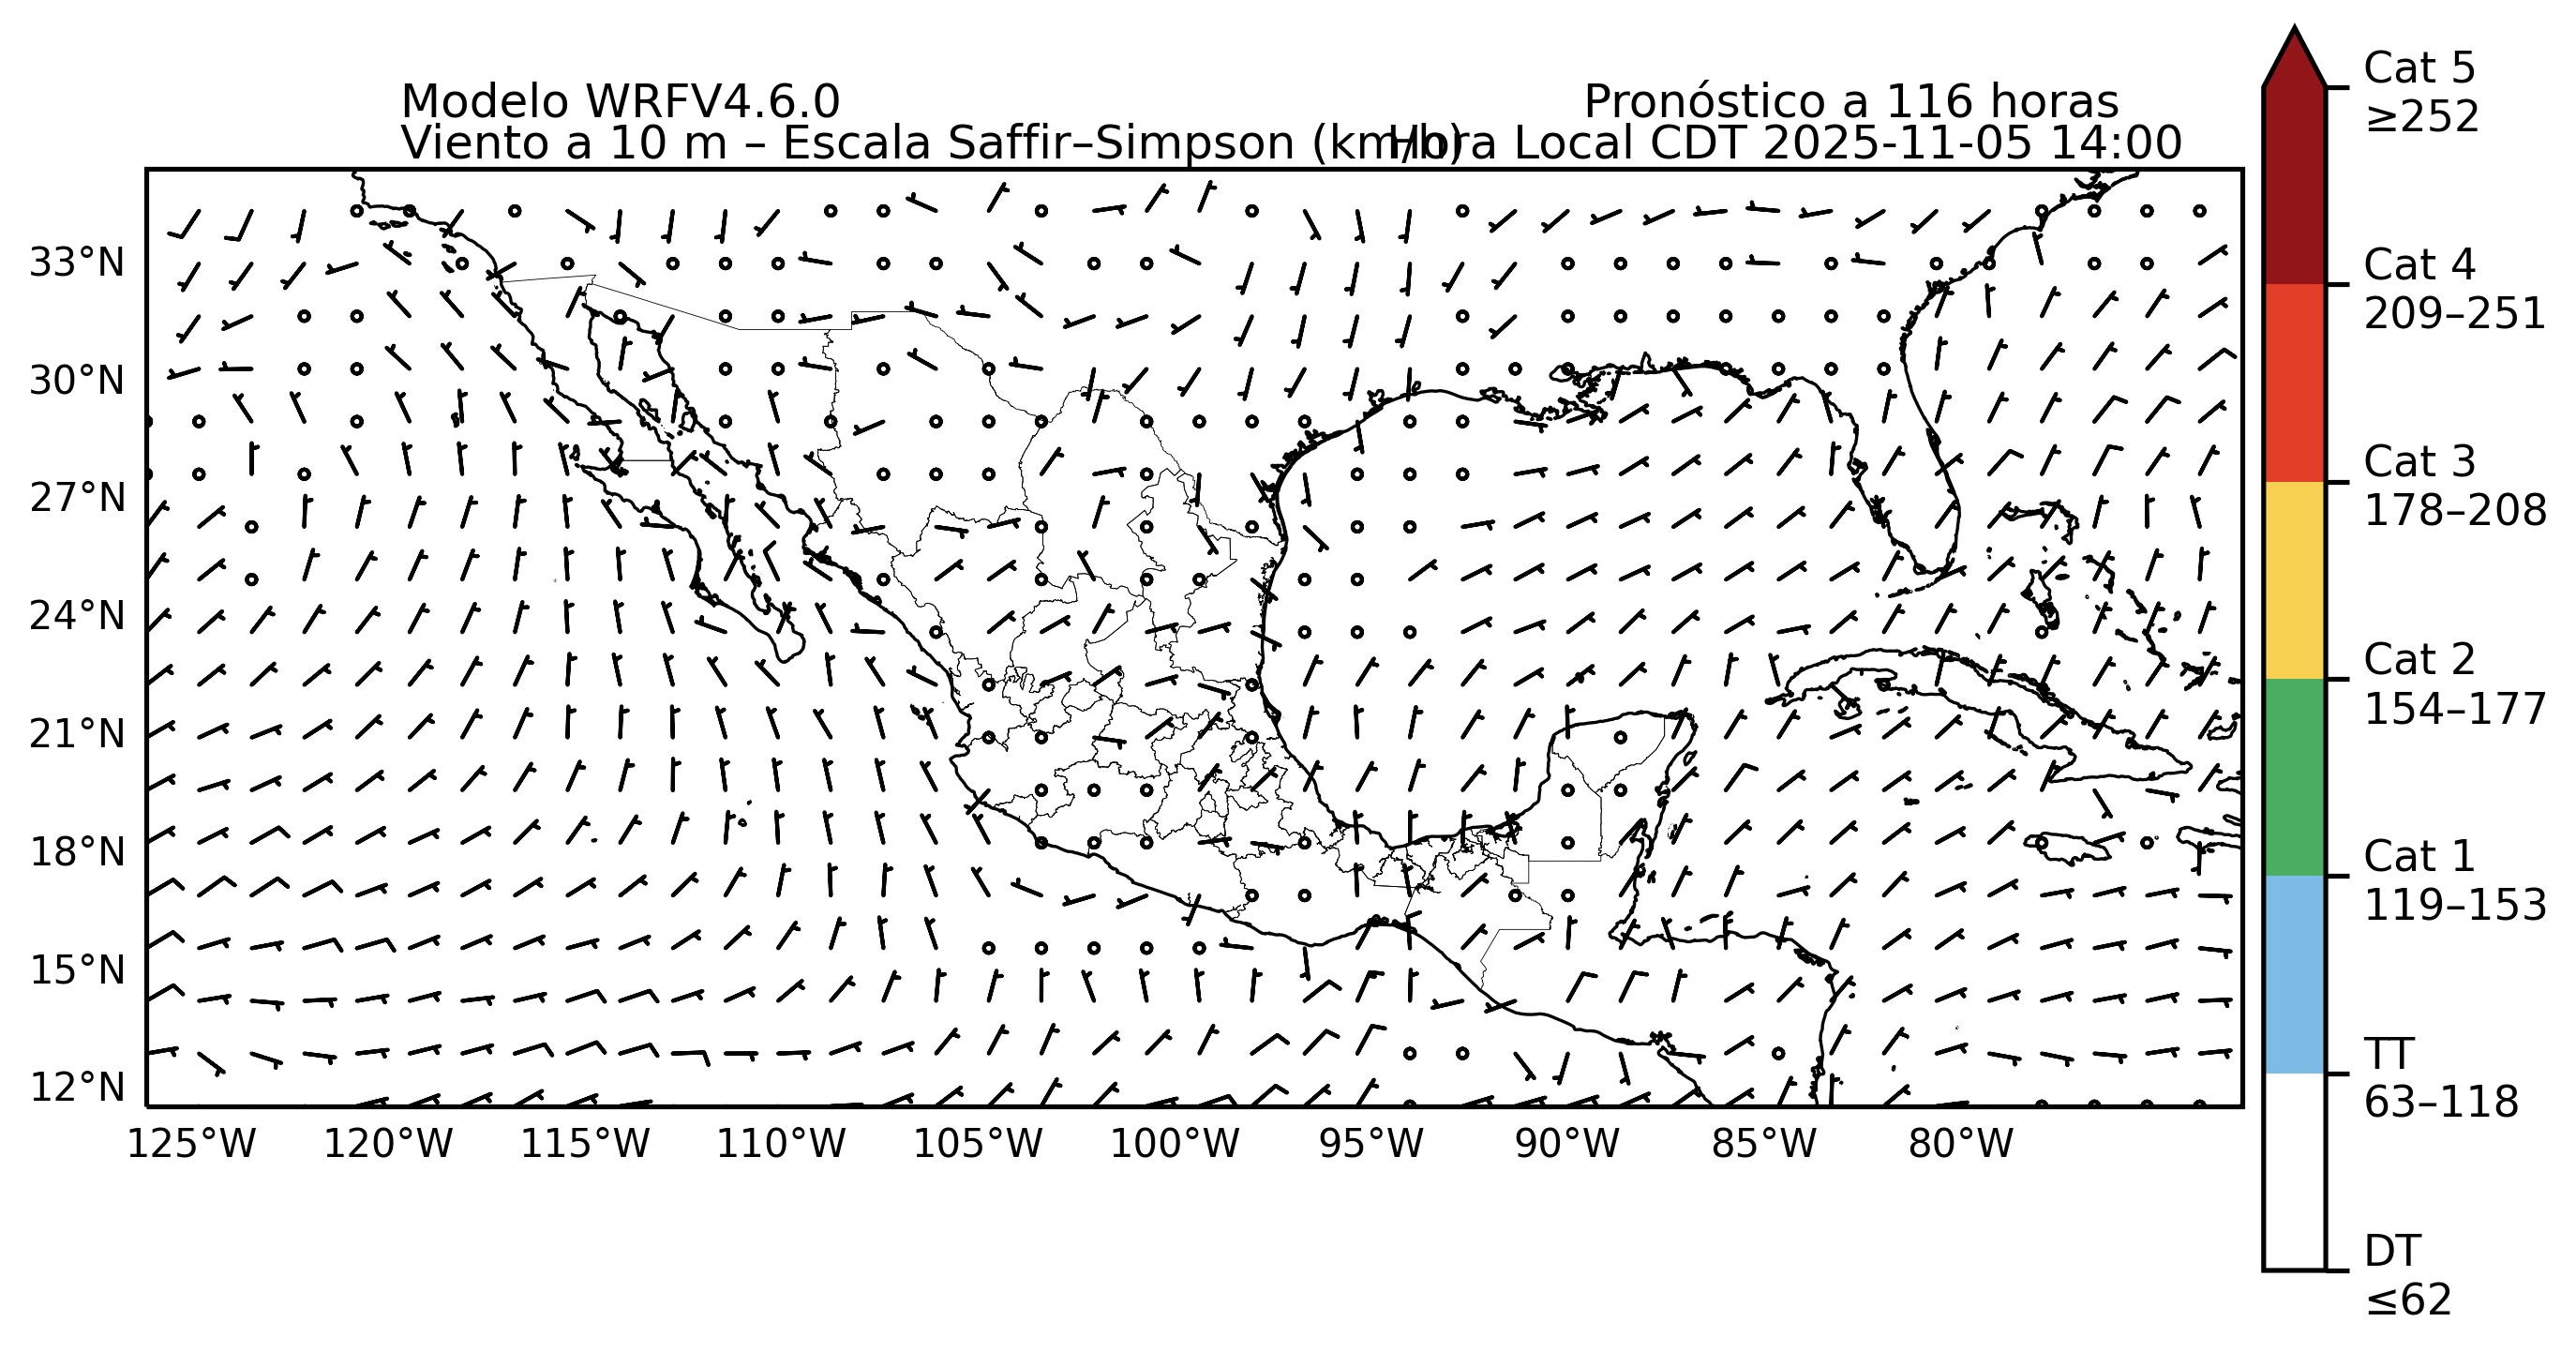 Modelo WRFV4.6.0
Pronóstico a 116 horas
Viento a 10 m – Escala Saffir–Simpson (km/h)
Hora Local CDT 2025-11-05 14:00
33°N
30°N
27°N
24°N
21°N
18°N
15°N
12°N
125°W
120°W
115°W
110°W
105°W
100°W
95°W
90°W
85°W
80°W
Cat 5
≥252
Cat 4
209–251
Cat 3
178–208
Cat 2
154–177
Cat 1
119–153
TT
63–118
DT
≤62